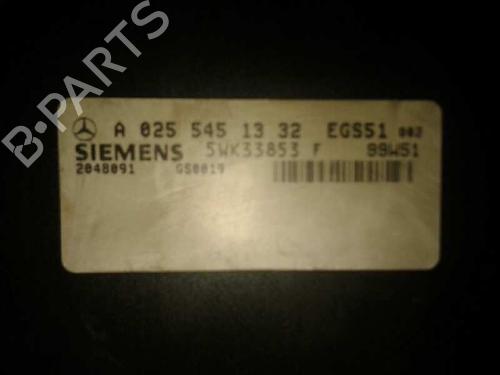 B-PARTS
A 025 545 13 32 EGS51 002
SIEMENS 5WK33853 F 99W51
2048091 GS0019